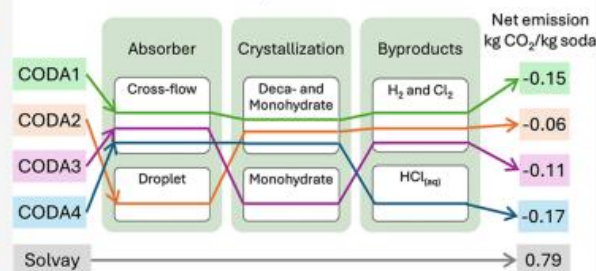 Net emission
kg CO₂/kg soda
Absorber
Crystallization
Byproducts
CODA1
Cross-flow
Deca- and
Monohydrate
H₂ and Cl₂
-0.15
CODA2
-0.06
CODA3
Droplet
Monohydrate
HCl(aq)
-0.11
CODA4
-0.17
Solvay
0.79